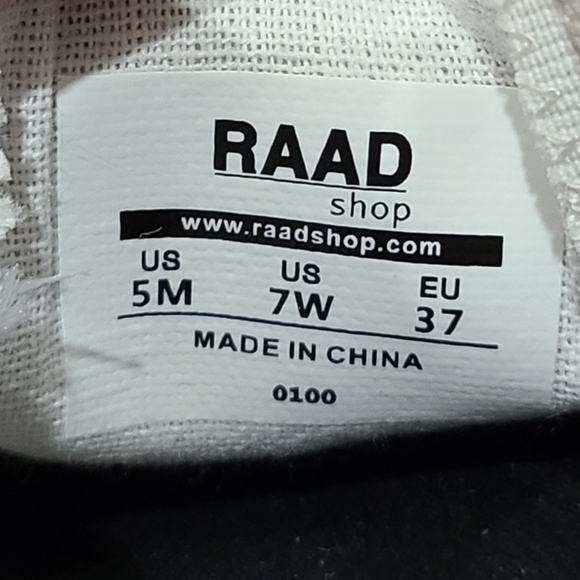 RAAD
shop
www.raadshop.com
US US EU
5M 7W 37
MADE IN CHINA
0100